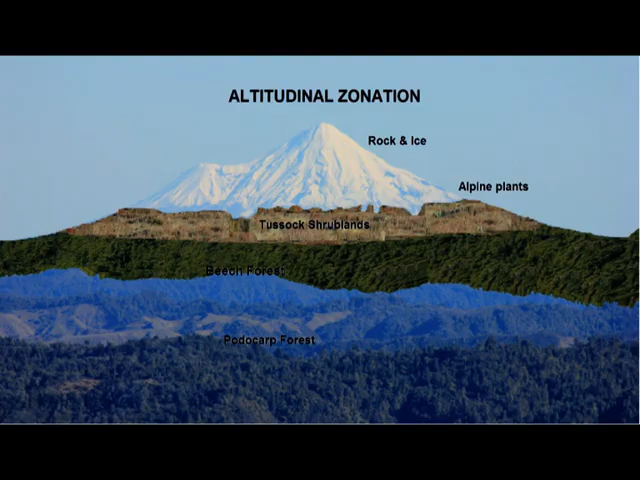 ALTITUDINAL ZONATION
Rock & Ice
Alpine plants
Tussock Shrublands
Beech Forest
Podocarp Forest